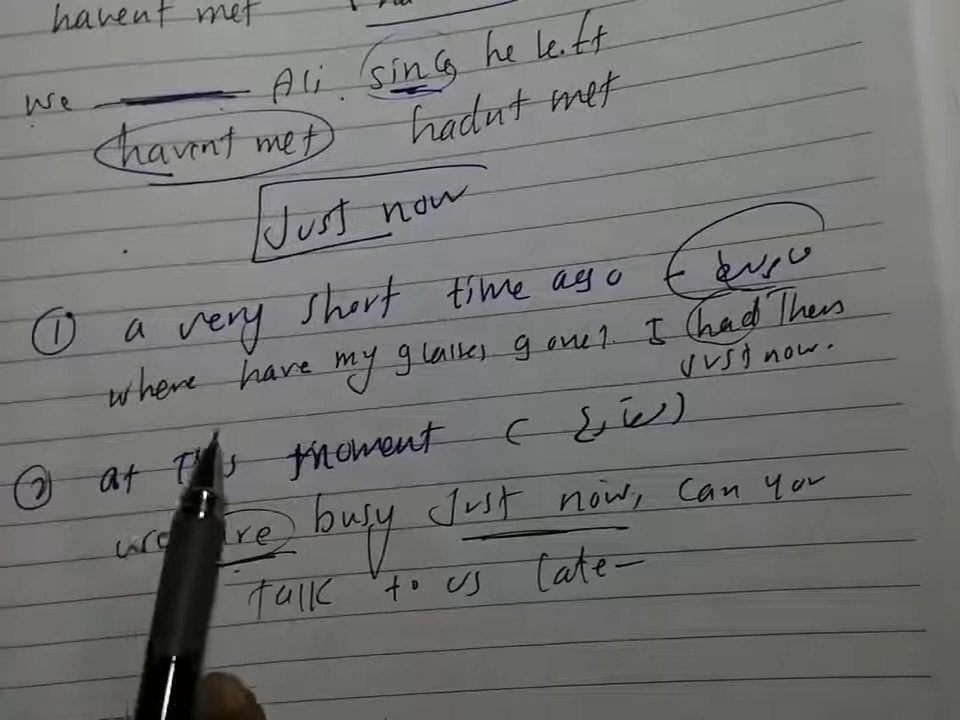 havent met
we ______ Ali. since he left
havent met hadnt met
Just now
① a very short time ago
where have my glasses gone? I had them
just now.
② at this moment (
we are busy Just now, can you
talk to us late